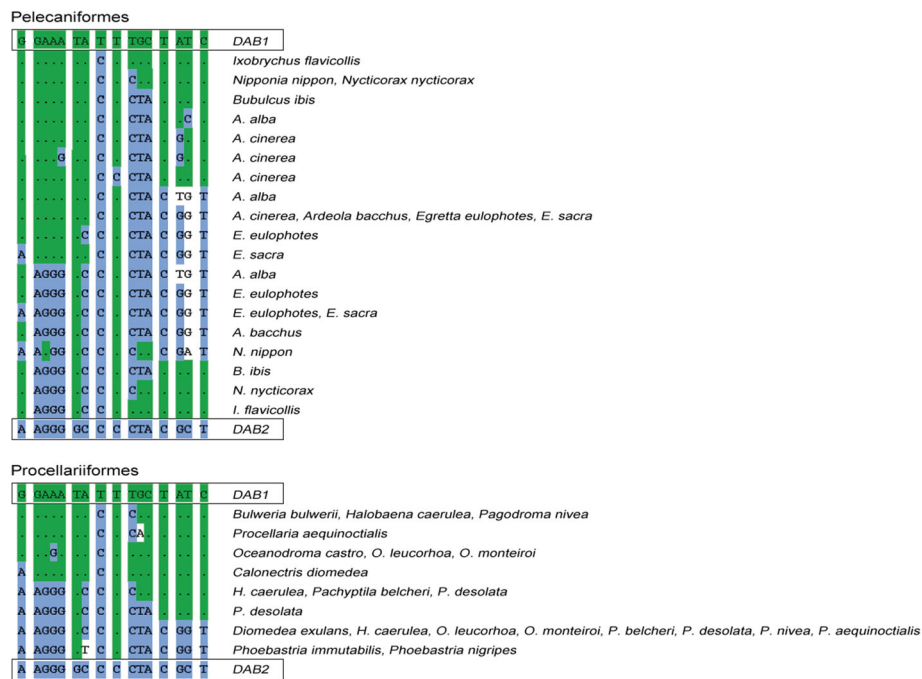 Pelecaniformes
G GAAA TA T T TGC T AT C DAB1
. .... .. C . ... . .. . Ixobrychus flavicollis
. .... .. C . C.. . .. . Nipponia nippon, Nycticorax nycticorax
. .... .. C . CTA . .. . Bubulcus ibis
. .... .. C . CTA . .C . A. alba
. .... .. C . CTA . G. . A. cinerea
. ...G .. C . CTA . G. . A. cinerea
. .... .. C C CTA . .. . A. cinerea
. .... .. C . CTA C TG T A. alba
. .... .. C . CTA C GG T A. cinerea, Ardeola bacchus, Egretta eulophotes, E. sacra
. .... .C C . CTA C GG T E. eulophotes
A .... .. C . CTA C GG T E. sacra
. AGGG .C C . CTA C TG T A. alba
. AGGG .C C . CTA C GG T E. eulophotes
A AGGG .C C . CTA C GG T E. eulophotes, E. sacra
. AGGG .C C . CTA C GG T A. bacchus
A A.GG .C C . C.. C GA T N. nippon
. AGGG .C C . CTA . .. . B. ibis
. AGGG .C C . C.. . .. . N. nycticorax
. AGGG .C C . ... . .. . I. flavicollis
A AGGG GC C C CTA C GC T DAB2
Procellariiformes
G GAAA TA T T TGC T AT C DAB1
. .... .. C . C.. . .. . Bulweria bulwerii, Halobaena caerulea, Pagodroma nivea
. .... .. C . CA. . .. . Procellaria aequinoctialis
. ..G. .. C . ... . .. . Oceanodroma castro, O. leucorhoa, O. monteiroi
A .... .. C . ... . .. . Calonectris diomedea
A AGGG .C C . C.. . .. . H. caerulea, Pachyptila belcheri, P. desolata
A AGGG .C C . CTA . .. . P. desolata
A AGGG .C C . CTA C GG T Diomedea exulans, H. caerulea, O. leucorhoa, O. monteiroi, P. belcheri, P. desolata, P. nivea, P. aequinoctialis
A AGGG .T C . CTA C GG T Phoebastria immutabilis, Phoebastria nigripes
A AGGG GC C C CTA C GC T DAB2